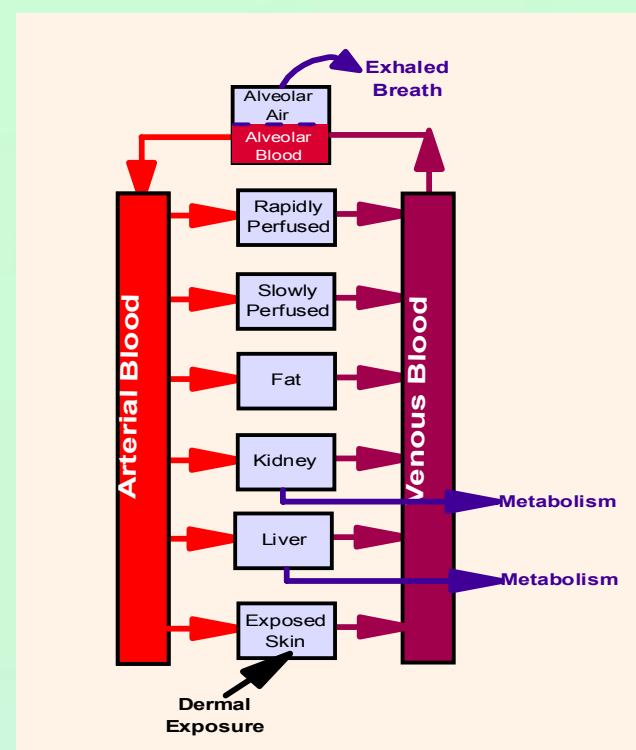 Exhaled
Breath
Alveolar
Air
Alveolar
Blood
Arterial Blood
Venous Blood
Rapidly
Perfused
Slowly
Perfused
Fat
Kidney
Metabolism
Liver
Metabolism
Exposed
Skin
Dermal
Exposure